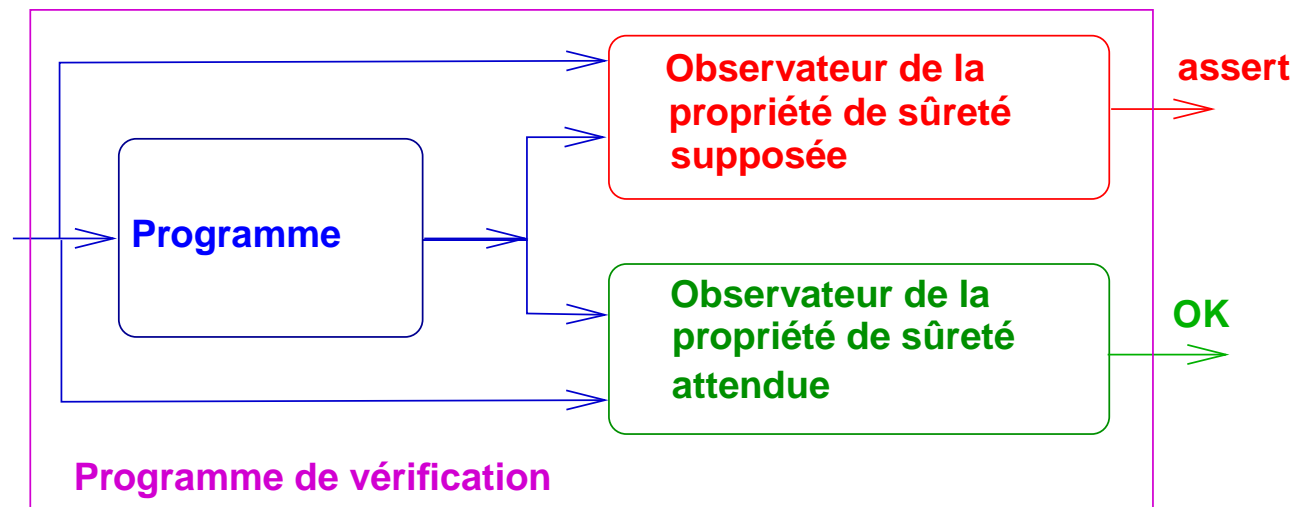 Observateur de la
propriété de sûreté
supposée
assert
Programme
Observateur de la
propriété de sûreté
attendue
OK
Programme de vérification